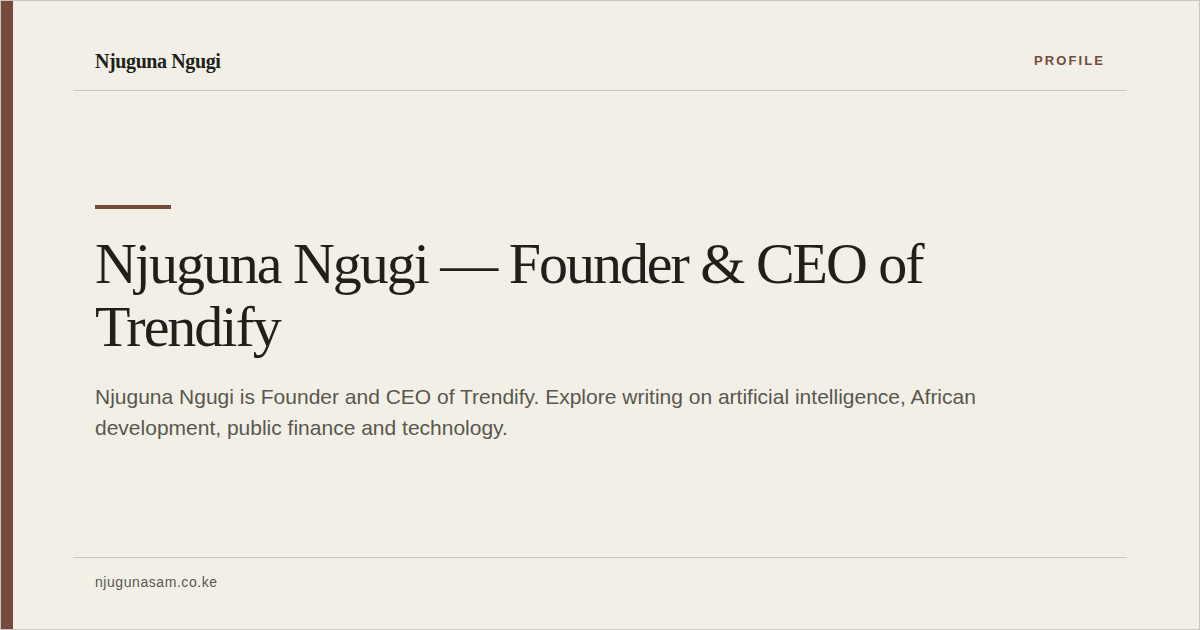 Njuguna Ngugi
PROFILE
Njuguna Ngugi — Founder & CEO of
Trendify
Njuguna Ngugi is Founder and CEO of Trendify. Explore writing on artificial intelligence, African
development, public finance and technology.
njugunasam.co.ke